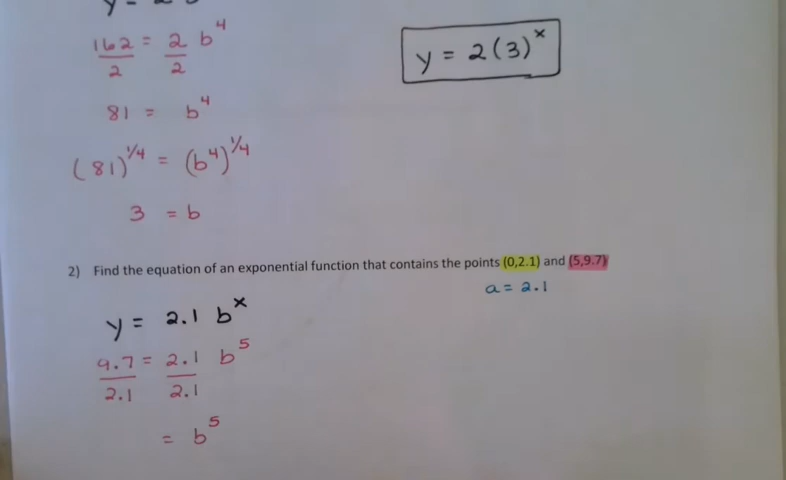 162 = 2 b^4
2 2
y = 2(3)^x
81 = b^4
(81)^1/4 = (b^4)^1/4
3 = b
2) Find the equation of an exponential function that contains the points (0,2.1) and (5,9.7)
a = 2.1
y = 2.1 b^x
9.7 = 2.1 b^5
2.1 2.1
= b^5